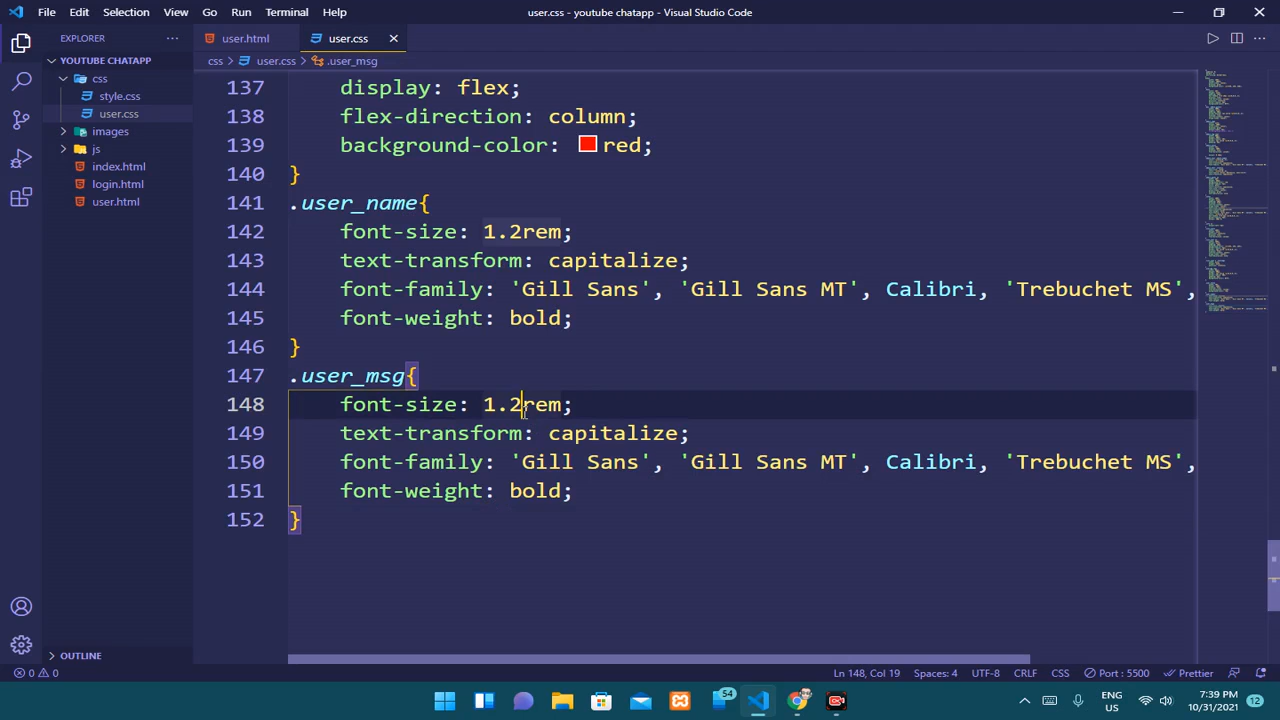 File Edit Selection View Go Run Terminal Help
user.css - youtube chatapp - Visual Studio Code
EXPLORER
user.html
user.css
YOUTUBE CHATAPP
css > user.css > .user_msg
css
style.css
user.css
images
js
index.html
login.html
user.html
137 display: flex;
138 flex-direction: column;
139 background-color: red;
140 }
141 .user_name{
142 font-size: 1.2rem;
143 text-transform: capitalize;
144 font-family: 'Gill Sans', 'Gill Sans MT', Calibri, 'Trebuchet MS',
145 font-weight: bold;
146 }
147 .user_msg{
148 font-size: 1.2rem;
149 text-transform: capitalize;
150 font-family: 'Gill Sans', 'Gill Sans MT', Calibri, 'Trebuchet MS',
151 font-weight: bold;
152 }
OUTLINE
0 0
Ln 148, Col 19 Spaces: 4 UTF-8 CRLF CSS Port : 5500 Prettier
54
ENG
US
7:39 PM
10/31/2021
12